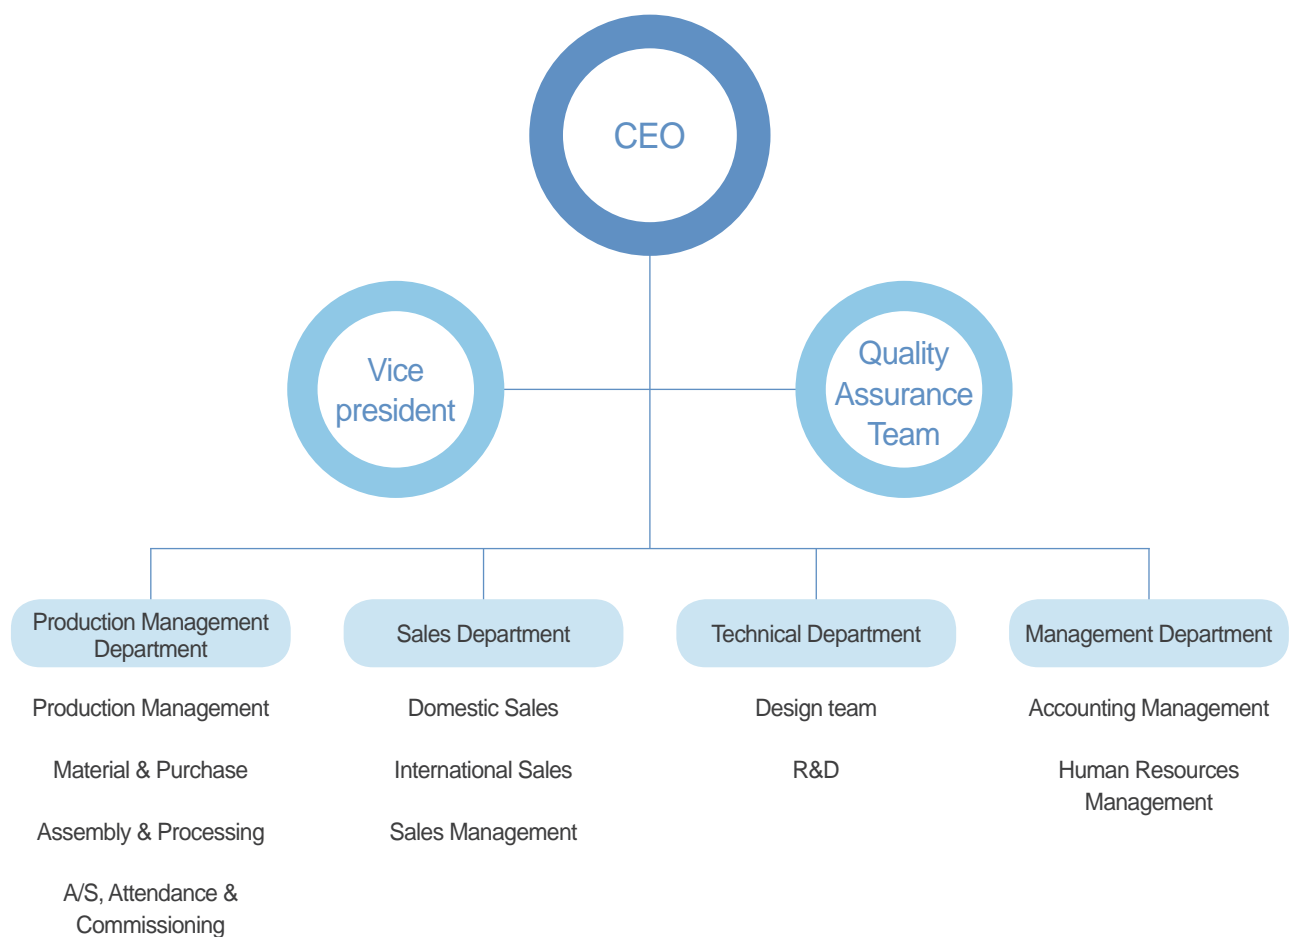 CEO
Vice
president
Quality
Assurance
Team
Production Management
Department
Sales Department
Technical Department
Management Department
Production Management
Material & Purchase
Assembly & Processing
A/S, Attendance &
Commissioning
Domestic Sales
International Sales
Sales Management
Design team
R&D
Accounting Management
Human Resources
Management